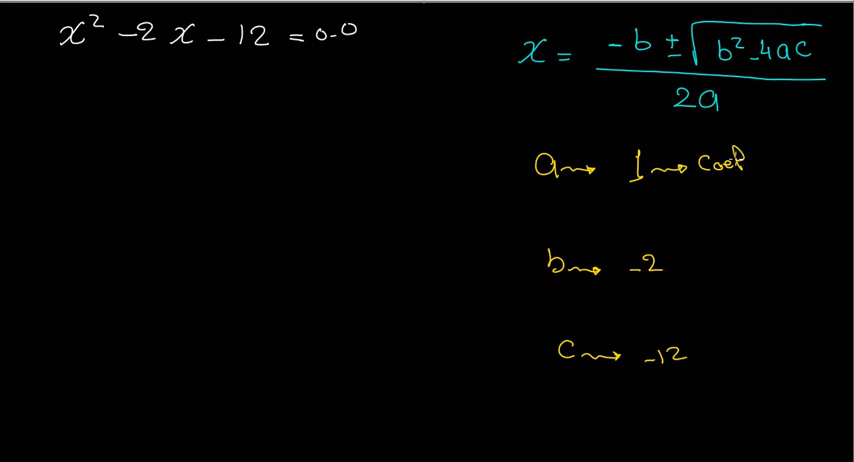 x² -2x - 12 = 0.0
x = (-b ± √(b² - 4ac)) / 2a
a → 1 → coef
b → -2
c → -12